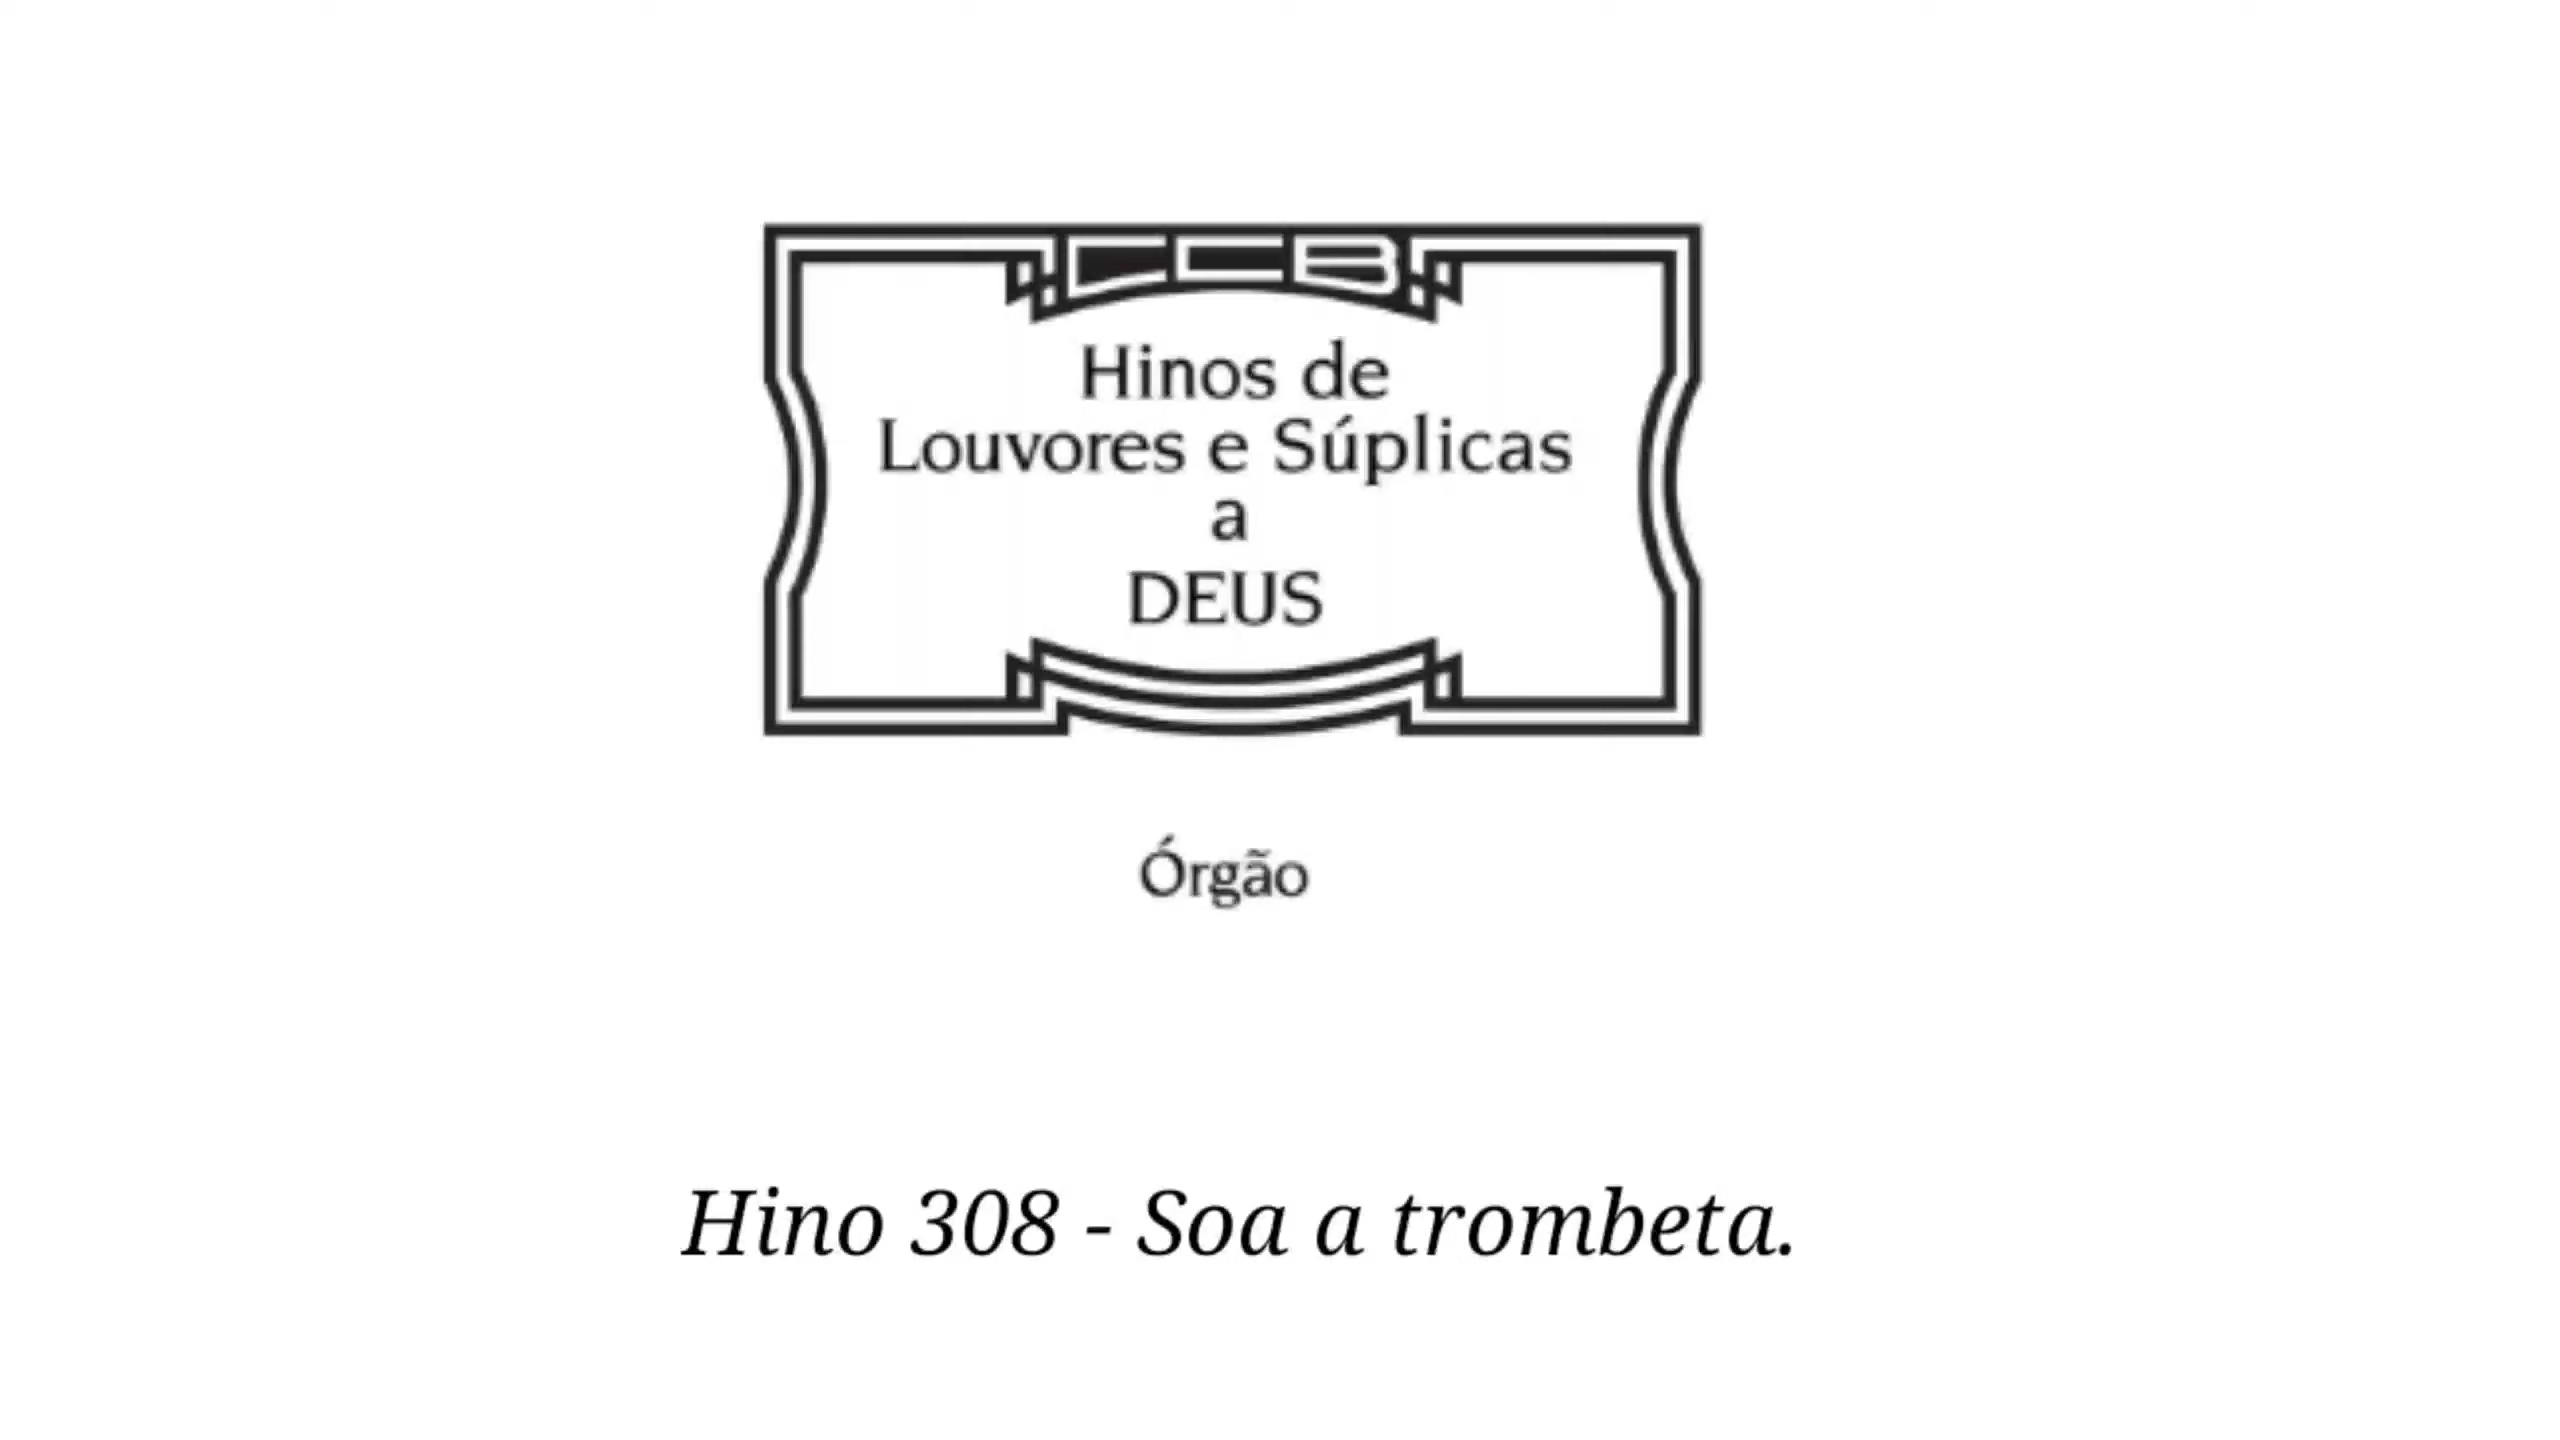 CCB
Hinos de
Louvores e Súplicas
a
DEUS
Órgão
Hino 308 - Soa a trombeta.